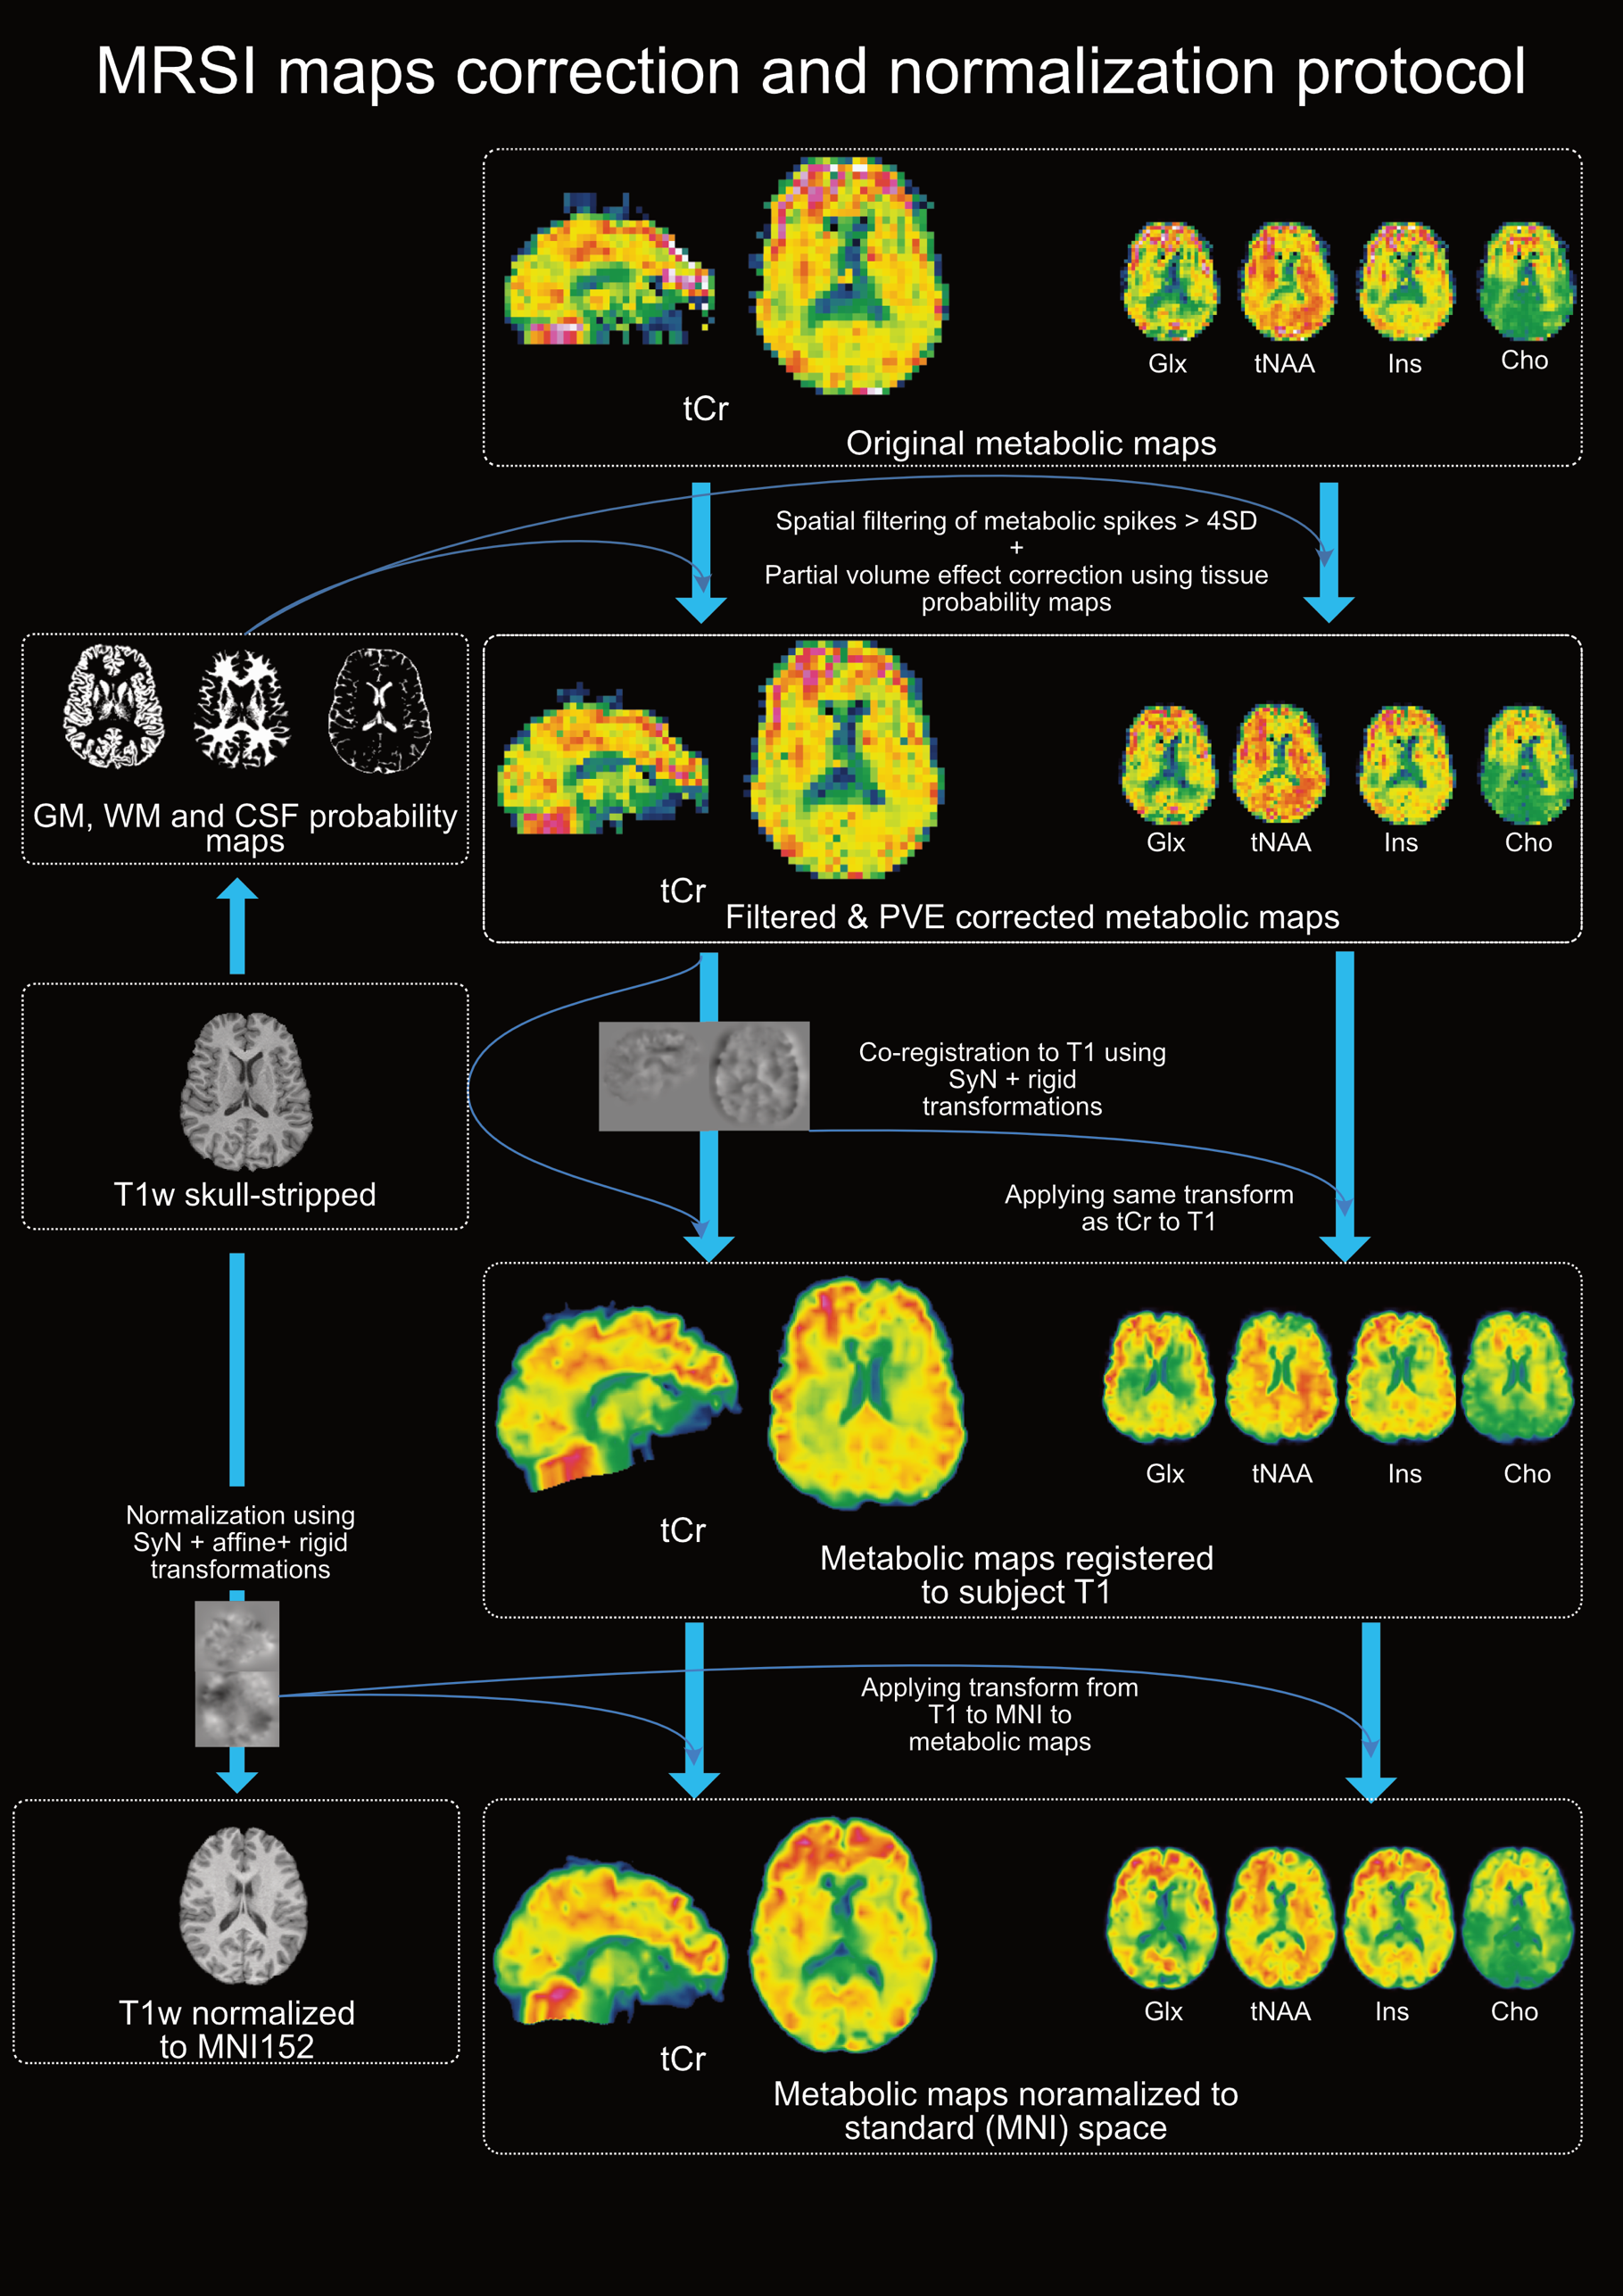 MRSI maps correction and normalization protocol
Glx
tNAA
Ins
Cho
tCr
Original metabolic maps
Spatial filtering of metabolic spikes > 4SD
+
Partial volume effect correction using tissue
probability maps
GM, WM and CSF probability
maps
Glx
tNAA
Ins
Cho
tCr
Filtered & PVE corrected metabolic maps
T1w skull-stripped
Co-registration to T1 using
SyN + rigid
transformations
Applying same transform
as tCr to T1
Glx
tNAA
Ins
Cho
tCr
Metabolic maps registered
to subject T1
Normalization using
SyN + affine+ rigid
transformations
Applying transform from
T1 to MNI to
metabolic maps
T1w normalized
to MNI152
Glx
tNAA
Ins
Cho
tCr
Metabolic maps noramalized to
standard (MNI) space